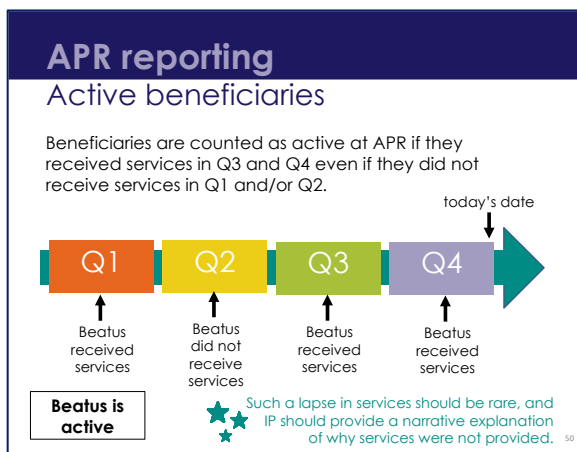 APR reporting
Active beneficiaries
Beneficiaries are counted as active at APR if they
received services in Q3 and Q4 even if they did not
receive services in Q1 and/or Q2.
today's date
Q1
Q2
Q3
Q4
Beatus
received
services
Beatus
did not
receive
services
Beatus
received
services
Beatus
received
services
Beatus is
active
Such a lapse in services should be rare, and
IP should provide a narrative explanation
of why services were not provided.
50